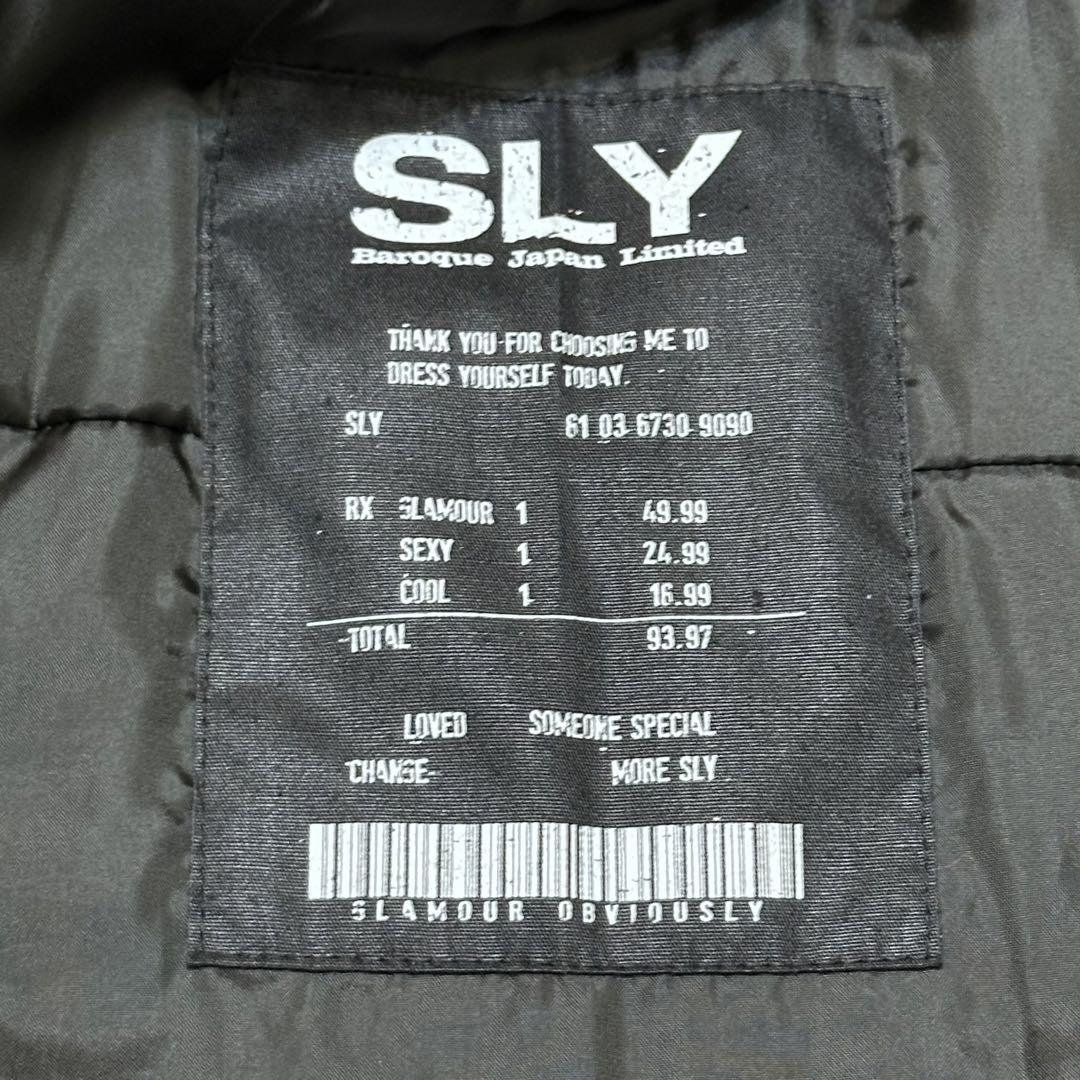 SLY
Baroque Japan Limited
THANK YOU FOR CHOOSING ME TO
DRESS YOURSELF TODAY.
SLY 61 03-6730-9090
RX GLAMOUR 1 49.99
SEXY 1 24.99
COOL 1 16.99
TOTAL 93.97
LOVED SOMEONE SPECIAL
CHANGE MORE SLY
GLAMOUR OBVIOUSLY